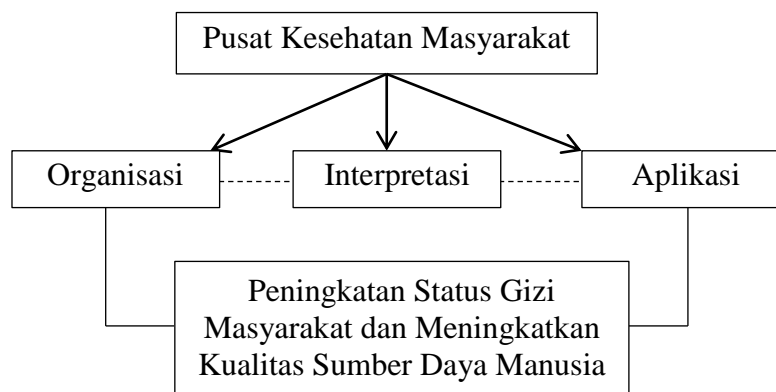 Pusat Kesehatan Masyarakat
Organisasi
Interpretasi
Aplikasi
Peningkatan Status Gizi
Masyarakat dan Meningkatkan
Kualitas Sumber Daya Manusia